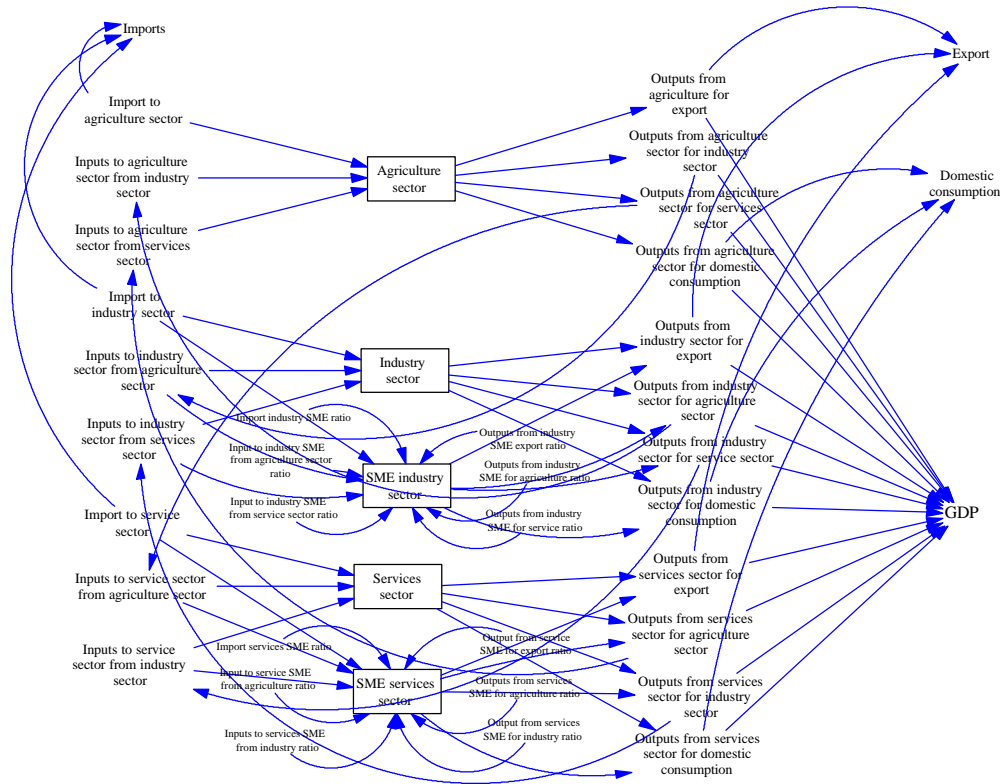 Imports
Import to
agriculture sector
Inputs to agriculture
sector from industry
sector
Inputs to agriculture
sector from services
sector
Import to
industry sector
Inputs to industry
sector from agriculture
sector
Inputs to industry
sector from services
sector
Import to service
sector
Inputs to service sector
from agriculture sector
Inputs to service
sector from industry
sector
Agriculture
sector
Industry
sector
Import industry SME ratio
Input to industry SME
from agriculture sector
ratio
Input to industry SME
from service sector ratio
SME industry
sector
Outputs from industry
SME export ratio
Outputs from industry
SME for agriculture ratio
Outputs from industry
SME for service ratio
Services
sector
Import services SME ratio
Input to service SME
from agriculture ratio
Inputs to services SME
from industry ratio
SME services
sector
Output from service
SME for export ratio
Outputs from services
SME for agriculture ratio
Output from services
SME for industry ratio
Outputs from
agriculture for
export
Outputs from agriculture
sector for industry
sector
Outputs from agriculture
sector for services
sector
Outputs from agriculture
sector for domestic
consumption
Outputs from
industry sector for
export
Outputs from industry
sector for agriculture
sector
Outputs from industry
sector for service sector
Outputs from industry
sector for domestic
consumption
Outputs from
services sector for
export
Outputs from services
sector for agriculture
sector
Outputs from services
sector for industry
sector
Outputs from services
sector for domestic
consumption
Export
Domestic
consumption
GDP